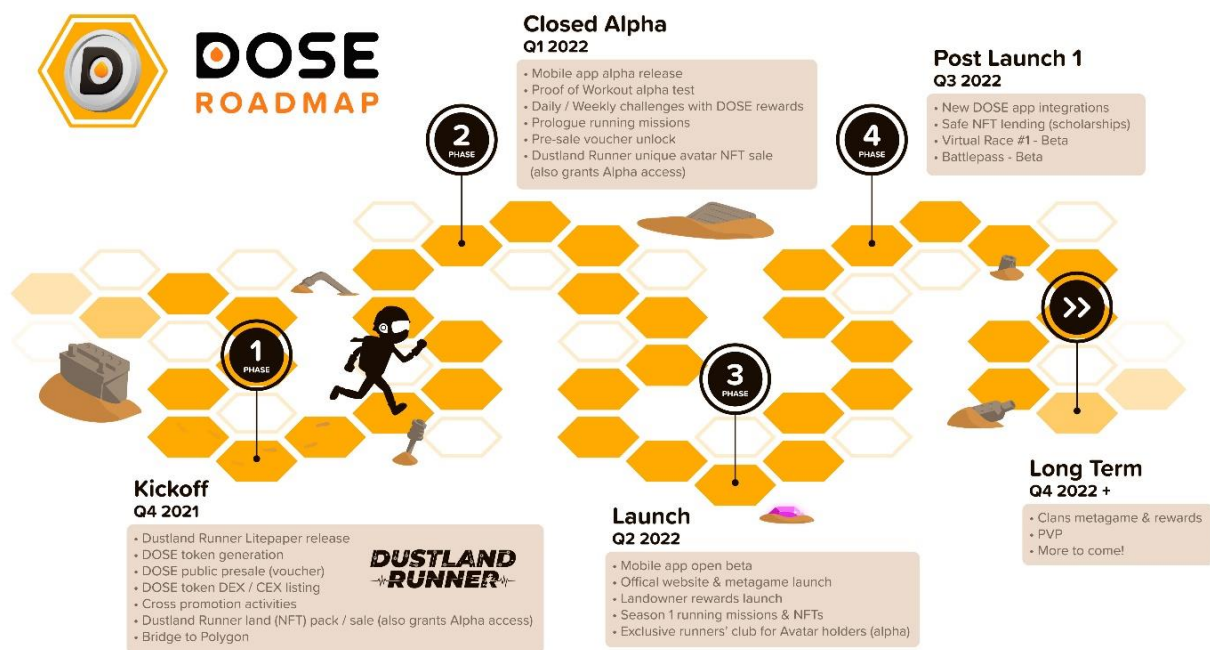 DOSE
ROADMAP
D
Closed Alpha
Q1 2022
• Mobile app alpha release
• Proof of Workout alpha test
• Daily / Weekly challenges with DOSE rewards
• Prologue running missions
• Pre-sale voucher unlock
• Dustland Runner unique avatar NFT sale
(also grants Alpha access)
2
PHASE
Post Launch 1
Q3 2022
• New DOSE app integrations
• Safe NFT lending (scholarships)
• Virtual Race #1 - Beta
• Battlepass - Beta
4
PHASE
1
PHASE
3
PHASE
>>
Kickoff
Q4 2021
• Dustland Runner Litepaper release
• DOSE token generation
• DOSE public presale (voucher)
• DOSE token DEX / CEX listing
• Cross promotion activities
• Dustland Runner land (NFT) pack / sale (also grants Alpha access)
• Bridge to Polygon
DUSTLAND
RUNNER
Launch
Q2 2022
• Mobile app open beta
• Offical website & metagame launch
• Landowner rewards launch
• Season 1 running missions & NFTs
• Exclusive runners' club for Avatar holders (alpha)
Long Term
Q4 2022 +
• Clans metagame & rewards
• PVP
• More to come!